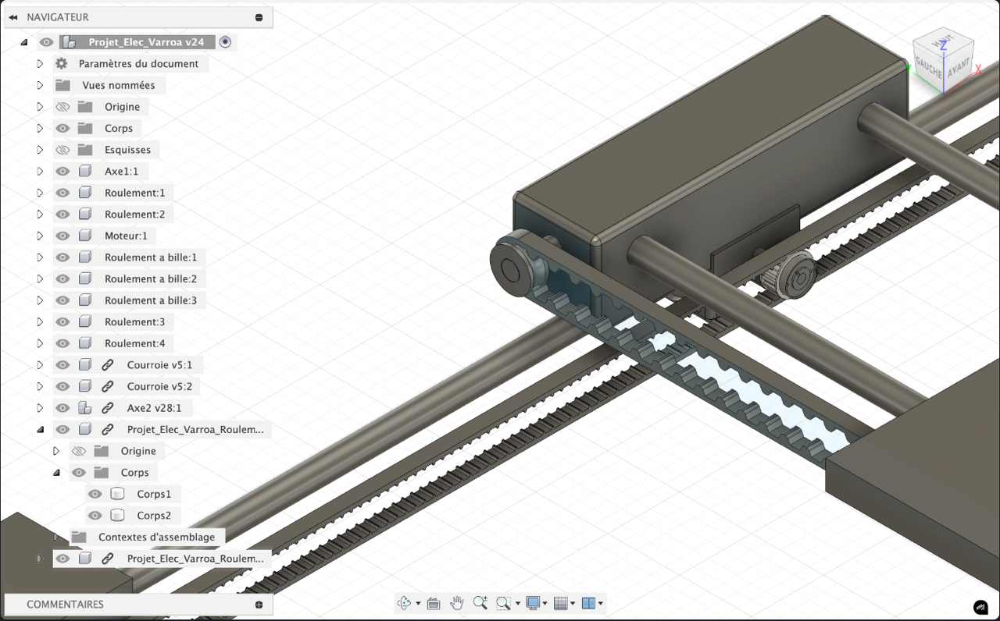 NAVIGATEUR
Projet_Elec_Varroa v24
Paramètres du document
Vues nommées
Origine
Corps
Esquisses
Axe1:1
Roulement:1
Roulement:2
Moteur:1
Roulement a bille:1
Roulement a bille:2
Roulement a bille:3
Roulement:3
Roulement:4
Courroie v5:1
Courroie v5:2
Axe2 v28:1
Projet_Elec_Varroa_Roulem...
Origine
Corps
Corps1
Corps2
Contextes d'assemblage
Projet_Elec_Varroa_Roulem...
COMMENTAIRES
HAUT
Z
GAUCHE
AVANT
Y
X